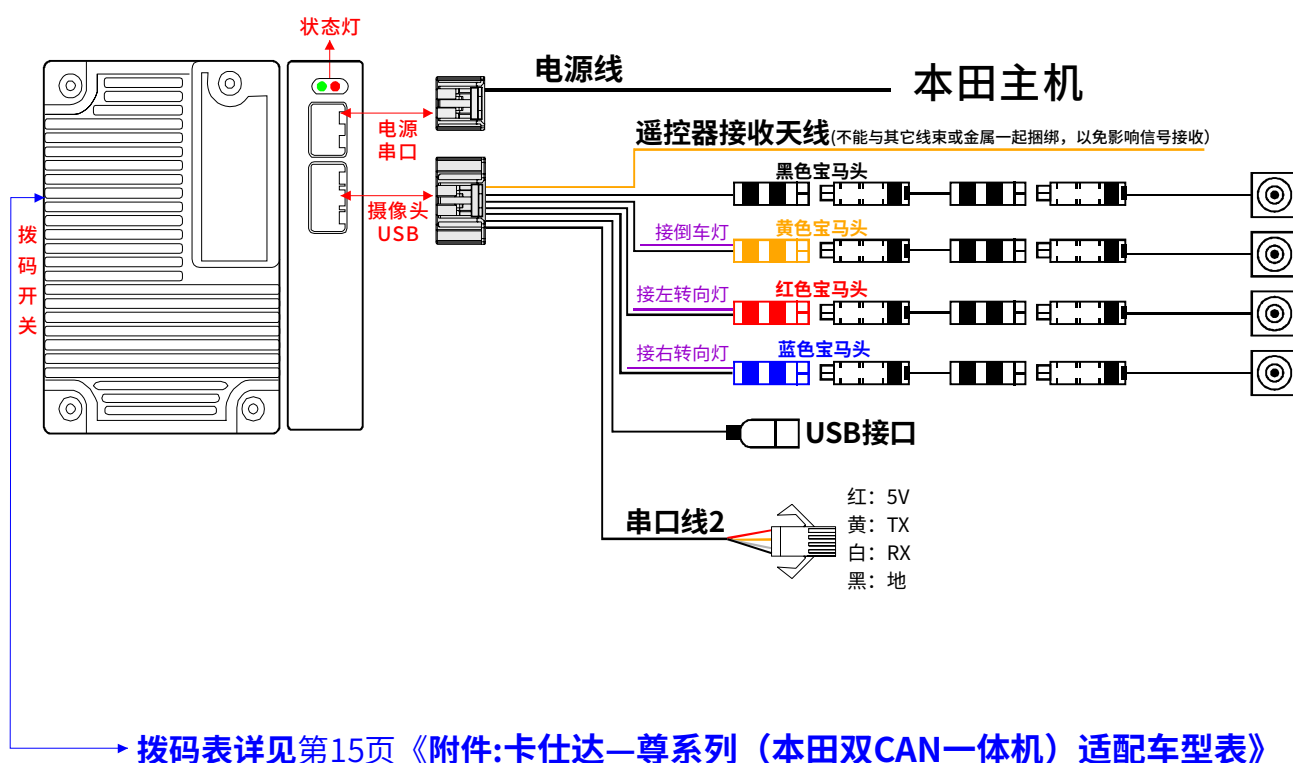 状态灯
电源线
本田主机
电源
串口
遥控器接收天线(不能与其它线束或金属一起捆绑，以免影响信号接收）
黑色宝马头
摄像头
USB
接倒车灯
黄色宝马头
拨
码
开
关
接左转向灯
红色宝马头
接右转向灯
蓝色宝马头
USB接口
串口线2
红：5V
黄：TX
白：RX
黑：地
拨码表详见第15页《附件:卡仕达—尊系列（本田双CAN一体机）适配车型表》